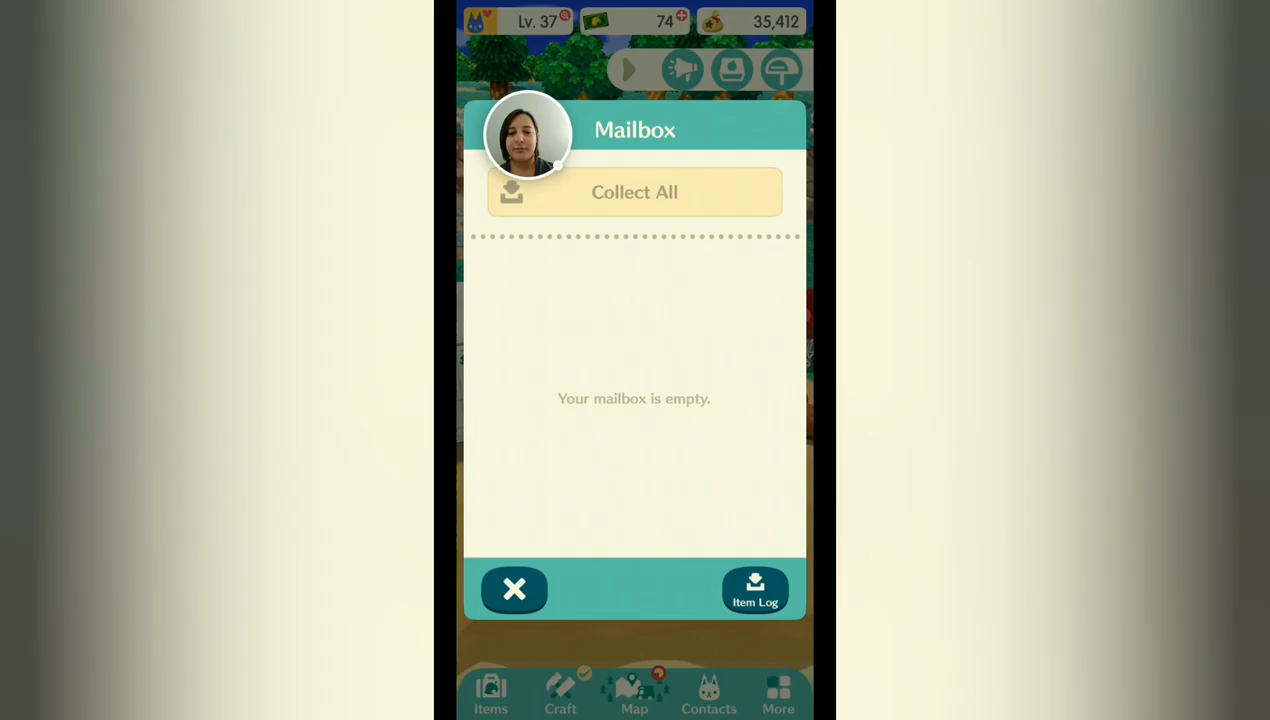 Lv. 37
74
35,412
Mailbox
Collect All
Your mailbox is empty.
Item Log
Items
Craft
Map
Contacts
More